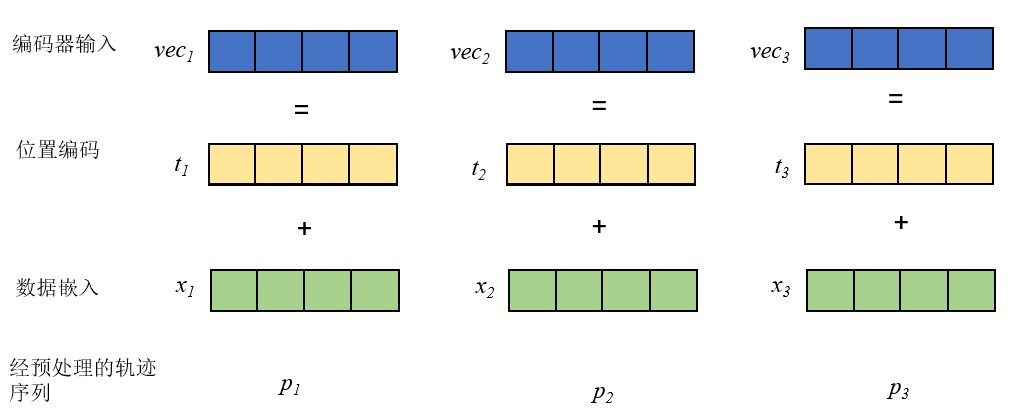 编码器输入 vec1 vec2 vec3
= = =
位置编码 t1 t2 t3
+ + +
数据嵌入 x1 x2 x3
经预处理的轨迹
序列 p1 p2 p3